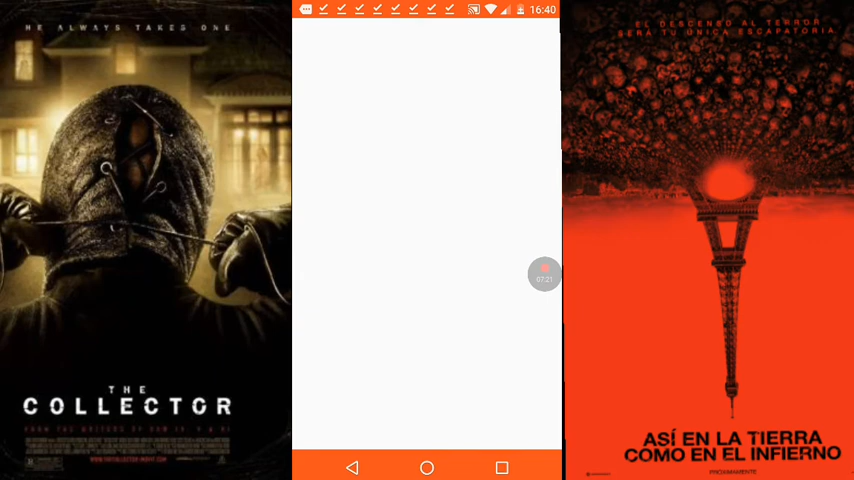 HE ALWAYS TAKES ONE
THE
COLLECTOR
16:40
07:21
EL DESCENSO AL TERROR
SERÁ TU ÚNICA ESCAPATORIA
ASÍ EN LA TIERRA
CÓMO EN EL INFIERNO
PRÓXIMAMENTE